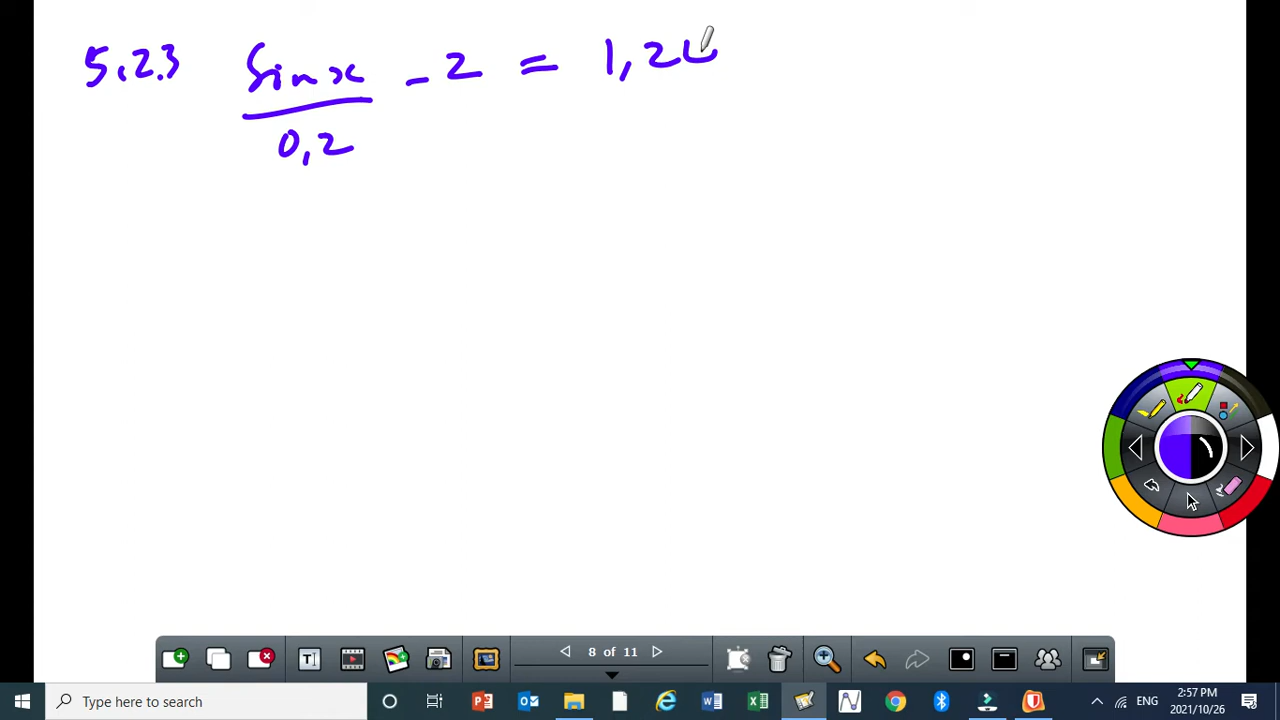 5.2.3 sin x / 0,2 - 2 = 1,2
8 of 11
Type here to search
ENG
2:57 PM
2021/10/26